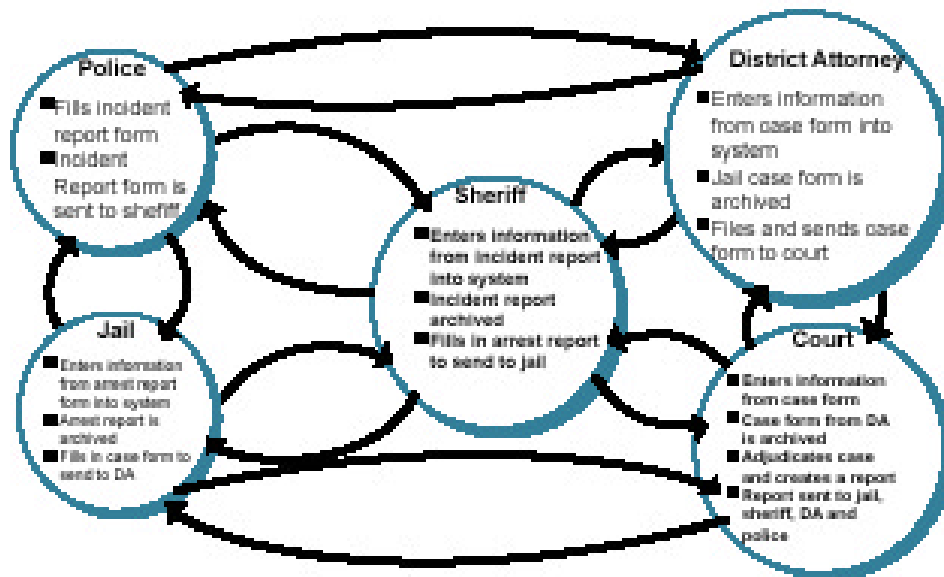 Police
■Fills incident
report form
■Incident
Report form is
sent to shefiff
District Attorney
■Enters information
from case form into
system
■Jail case form is
archived
■Files and sends case
form to court
Sheriff
■Enters information
from incident report
into system
■Incident report
archived
■Fills in arrest report
to send to jail
Jail
■Enters information
from arrest report
form into system
■Arrest report is
archived
■Fills in case form to
send to DA
Court
■Enters information
from case form
■Case form from DA
is archived
■Adjudicates case
and creates a report
■Report sent to jail,
sheriff, DA and
police